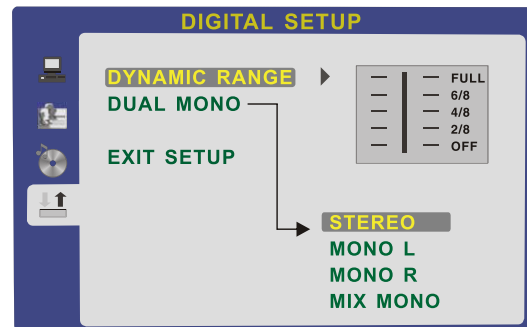 DIGITAL SETUP
DYNAMIC RANGE
DUAL MONO
EXIT SETUP
FULL
6/8
4/8
2/8
OFF
STEREO
MONO L
MONO R
MIX MONO